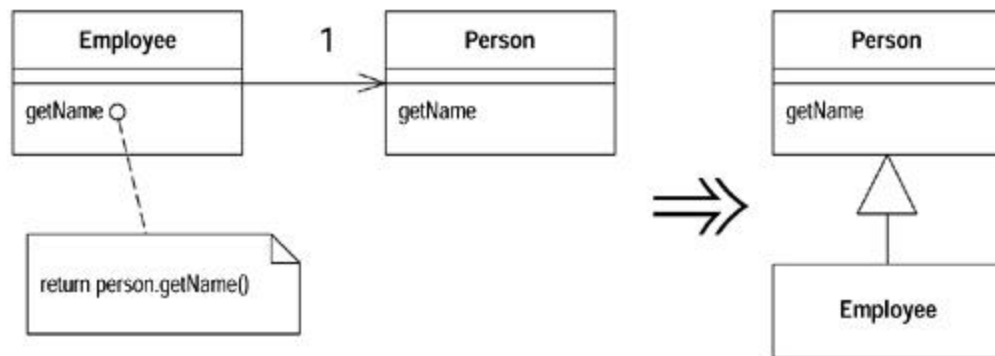 Employee
1
Person
getName
getName
return person.getName()
Person
getName
Employee